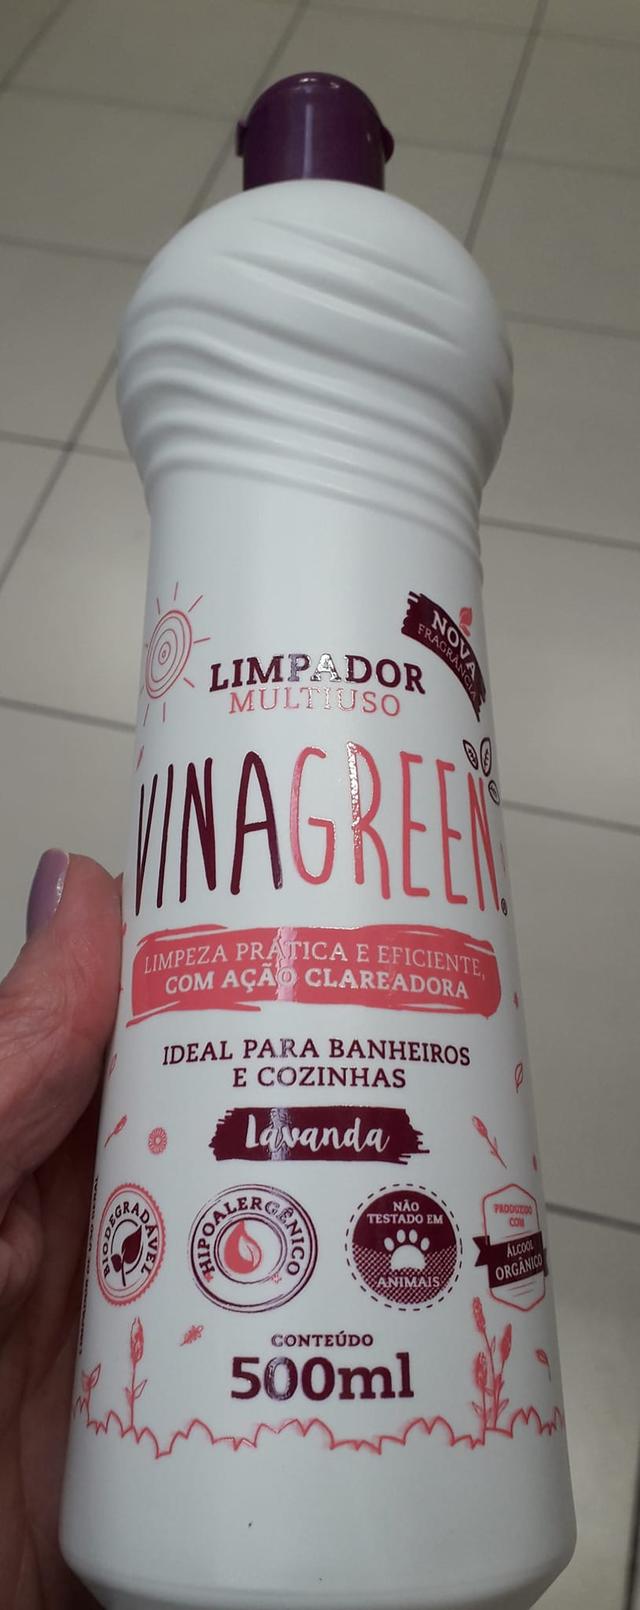 LIMPADOR
MULTIUSO
NOVA
FRAGRÂNCIA
VINAGREEN®
LIMPEZA PRÁTICA E EFICIENTE,
COM AÇÃO CLAREADORA
IDEAL PARA BANHEIROS
E COZINHAS
Lavanda
BIODEGRADÁVEL
HIPOALERGÊNICO
NÃO
TESTADO EM
ANIMAIS
PRODUZIDO
COM
ÁLCOOL
ORGÂNICO
CONTEÚDO
500ml